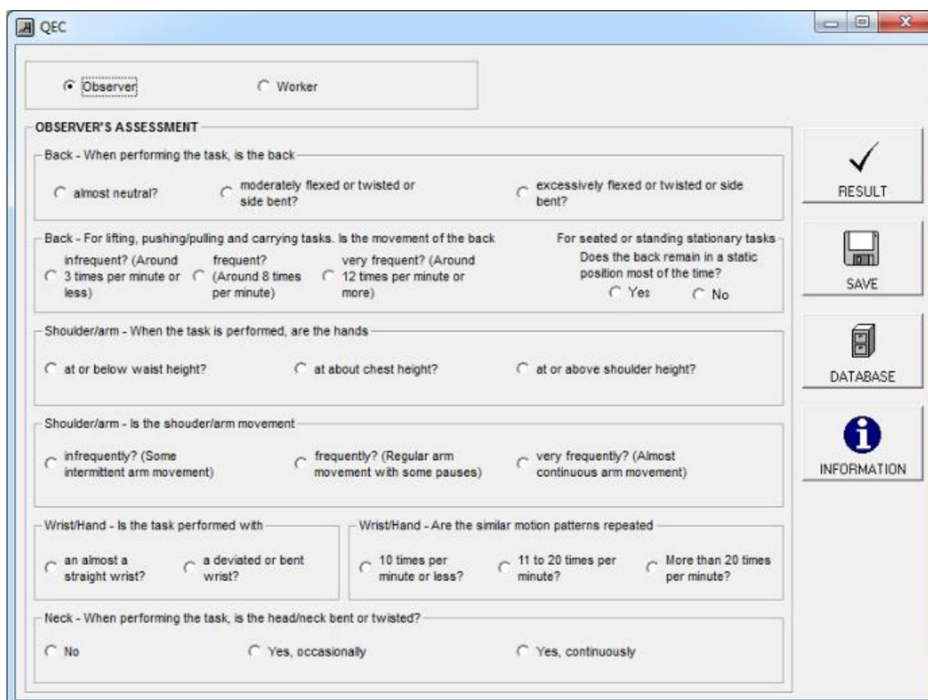 QEC
Observer
Worker
OBSERVER'S ASSESSMENT
Back - When performing the task, is the back
almost neutral?
moderately flexed or twisted or
side bent?
excessively flexed or twisted or side
bent?
Back - For lifting, pushing/pulling and carrying tasks. Is the movement of the back
infrequent? (Around
3 times per minute or
less)
frequent?
(Around 8 times
per minute)
very frequent? (Around
12 times per minute or
more)
For seated or standing stationary tasks
Does the back remain in a static
position most of the time?
Yes
No
Shoulder/arm - When the task is performed, are the hands
at or below waist height?
at about chest height?
at or above shoulder height?
Shoulder/arm - Is the shouder/arm movement
infrequently? (Some
intermittent arm movement)
frequently? (Regular arm
movement with some pauses)
very frequently? (Almost
continuous arm movement)
Wrist/Hand - Is the task performed with
an almost a
straight wrist?
a deviated or bent
wrist?
Wrist/Hand - Are the similar motion patterns repeated
10 times per
minute or less?
11 to 20 times per
minute?
More than 20 times
per minute?
Neck - When performing the task, is the head/neck bent or twisted?
No
Yes, occasionally
Yes, continuously
RESULT
SAVE
DATABASE
INFORMATION